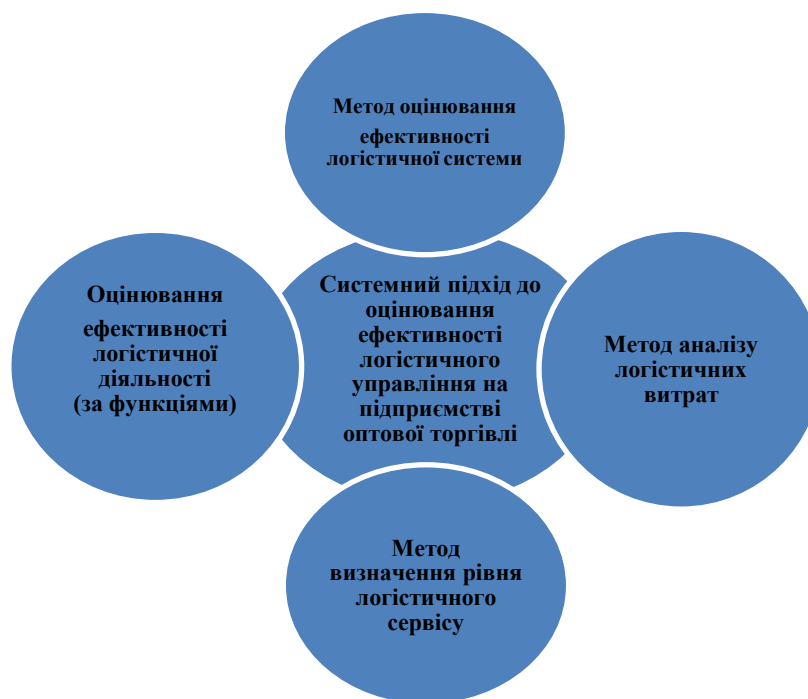 Метод оцінювання
ефективності
логістичної системи
Оцінювання
ефективності
логістичної
діяльності
(за функціями)
Системний підхід до
оцінювання
ефективності
логістичного
управління на
підприємстві
оптової торгівлі
Метод аналізу
логістичних
витрат
Метод
визначення рівня
логістичного
сервісу